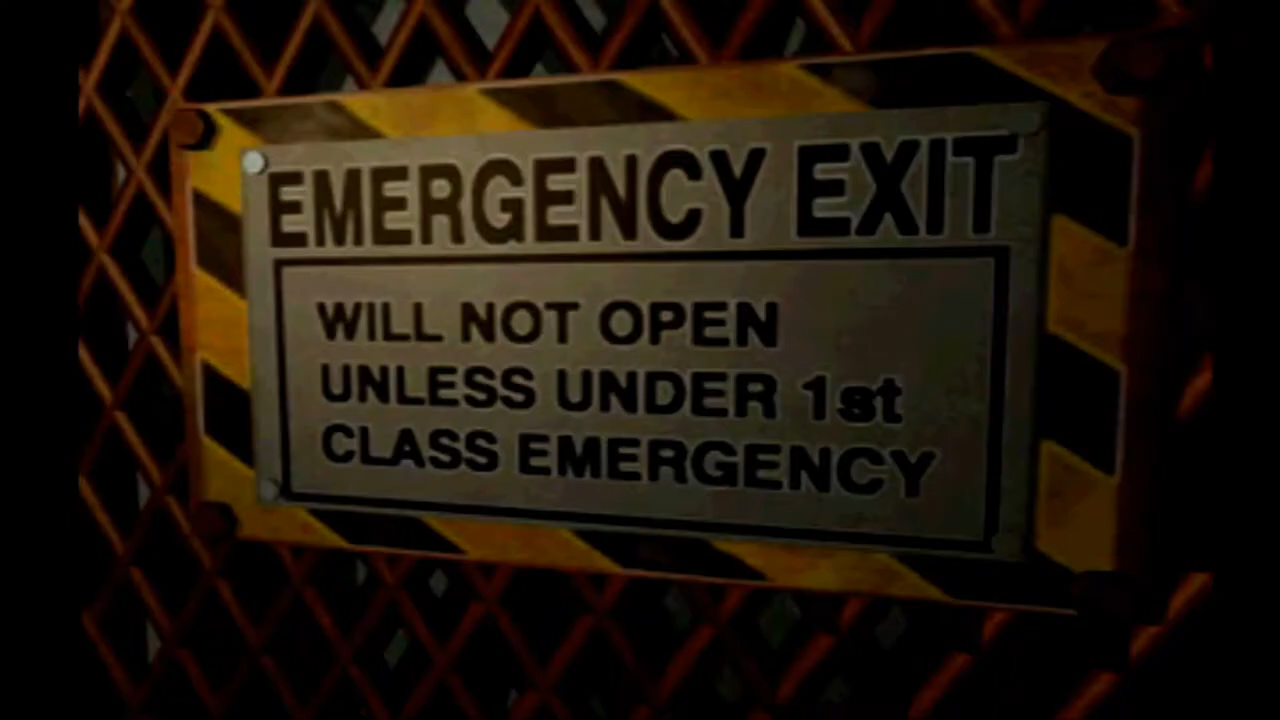 EMERGENCY EXIT
WILL NOT OPEN
UNLESS UNDER 1st
CLASS EMERGENCY